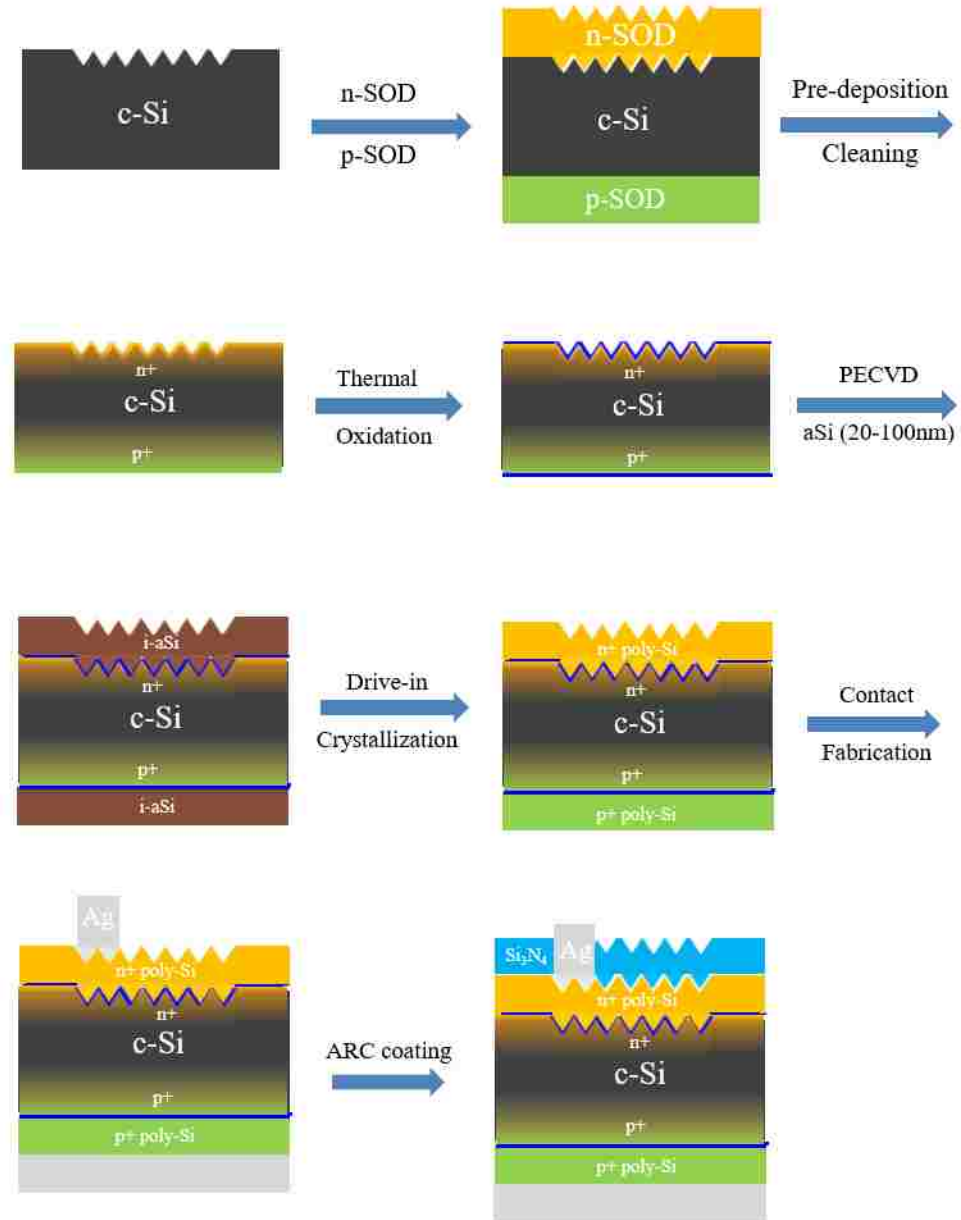 c-Si
n-SOD
p-SOD
n-SOD
c-Si
p-SOD
Pre-deposition
Cleaning
n+
c-Si
p+
Thermal
Oxidation
n+
c-Si
p+
PECVD
aSi (20-100nm)
i-aSi
n+
c-Si
p+
i-aSi
Drive-in
Crystallization
n+ poly-Si
n+
c-Si
p+
p+ poly-Si
Contact
Fabrication
Ag
n+ poly-Si
n+
c-Si
p+
p+ poly-Si
ARC coating
Si₃N₄
Ag
n+ poly-Si
n+
c-Si
p+
p+ poly-Si